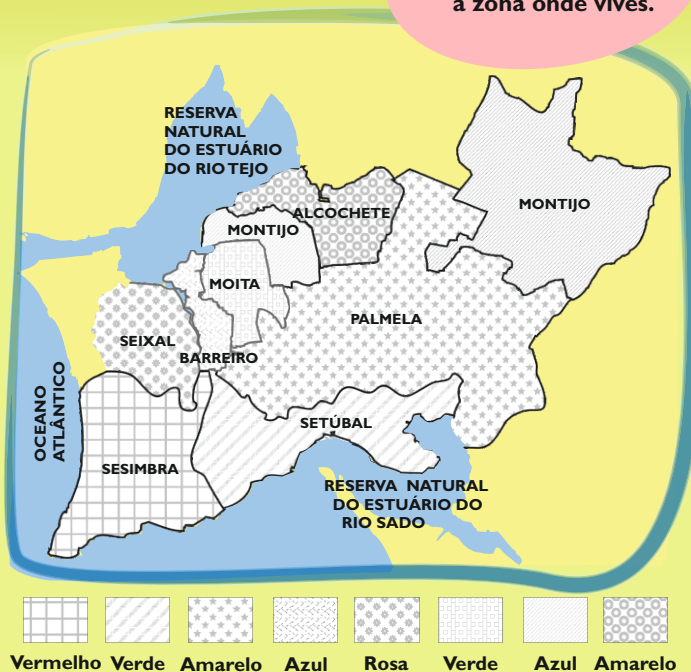 a zona onde vives.
RESERVA
NATURAL
DO ESTUÁRIO
DO RIO TEJO
MONTIJO
ALCOCHETE
MONTIJO
MOITA
PALMELA
SEIXAL
BARREIRO
OCEANO
ATLÂNTICO
SETÚBAL
SESIMBRA
RESERVA NATURAL
DO ESTUÁRIO DO
RIO SADO
Vermelho Verde Amarelo Azul Rosa Verde Azul Amarelo